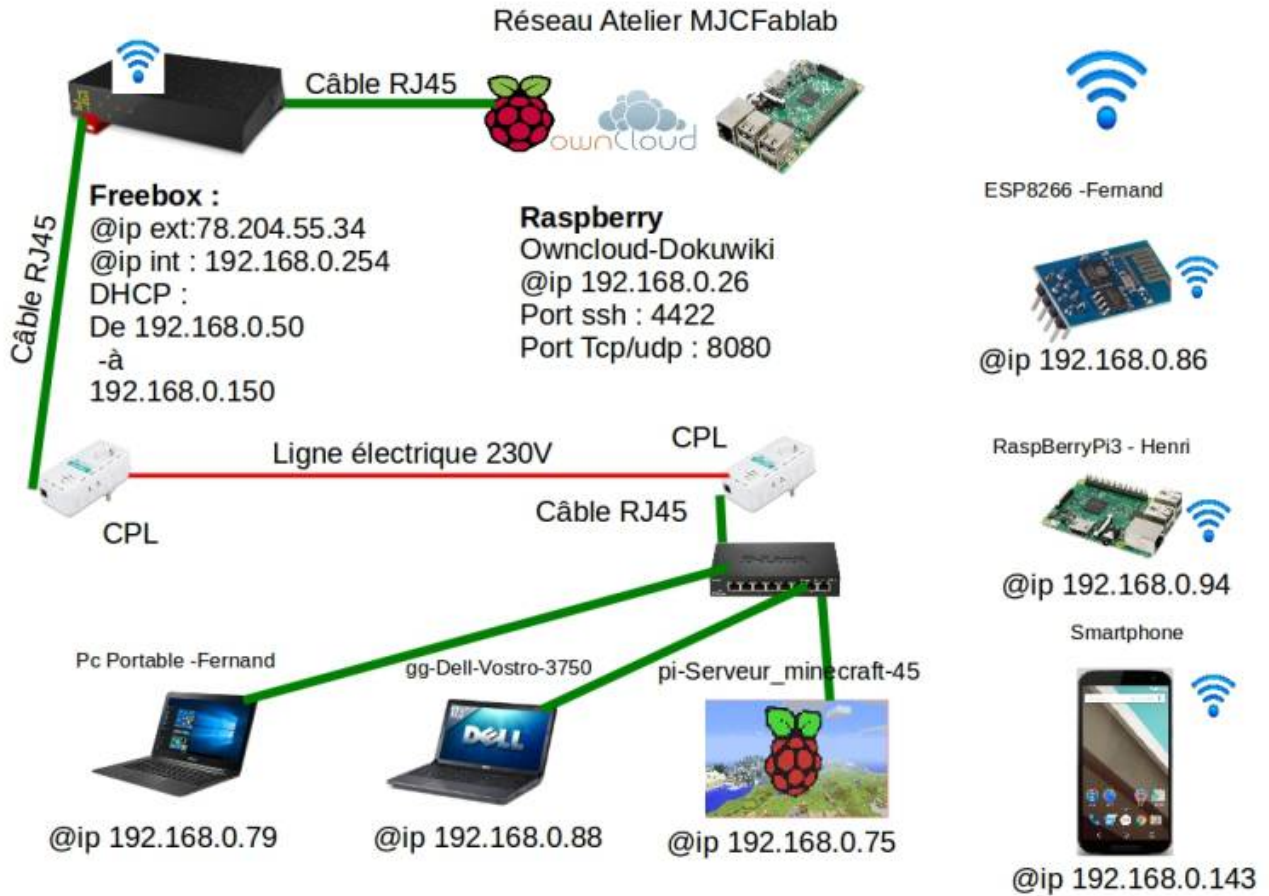 Réseau Atelier MJCFablab
Câble RJ45
ownCloud
Câble RJ45
Freebox :
@ip ext:78.204.55.34
@ip int : 192.168.0.254
DHCP :
De 192.168.0.50
-à
192.168.0.150
Raspberry
Owncloud-Dokuwiki
@ip 192.168.0.26
Port ssh : 4422
Port Tcp/udp : 8080
ESP8266 -Fernand
@ip 192.168.0.86
CPL
Ligne électrique 230V
CPL
Câble RJ45
RaspBerryPi3 - Henri
@ip 192.168.0.94
Pc Portable -Fernand
@ip 192.168.0.79
gg-Dell-Vostro-3750
DELL
@ip 192.168.0.88
pi-Serveur_minecraft-45
@ip 192.168.0.75
Smartphone
@ip 192.168.0.143